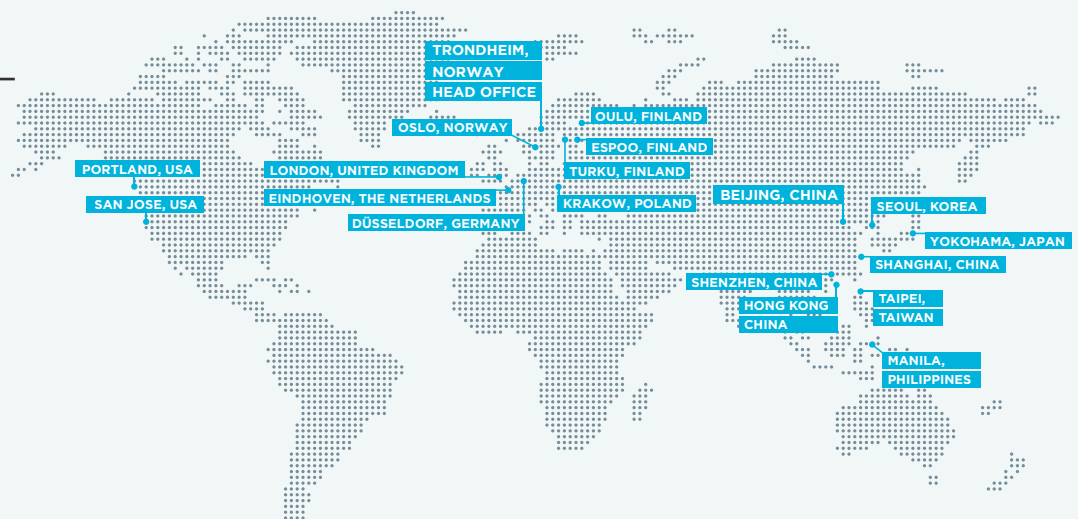 TRONDHEIM,
NORWAY
HEAD OFFICE
OULU, FINLAND
OSLO, NORWAY
ESPOO, FINLAND
PORTLAND, USA
LONDON, UNITED KINGDOM
TURKU, FINLAND
SAN JOSE, USA
EINDHOVEN, THE NETHERLANDS
KRAKOW, POLAND
BEIJING, CHINA
SEOUL, KOREA
DÜSSELDORF, GERMANY
YOKOHAMA, JAPAN
SHANGHAI, CHINA
SHENZHEN, CHINA
HONG KONG
CHINA
TAIPEI,
TAIWAN
MANILA,
PHILIPPINES